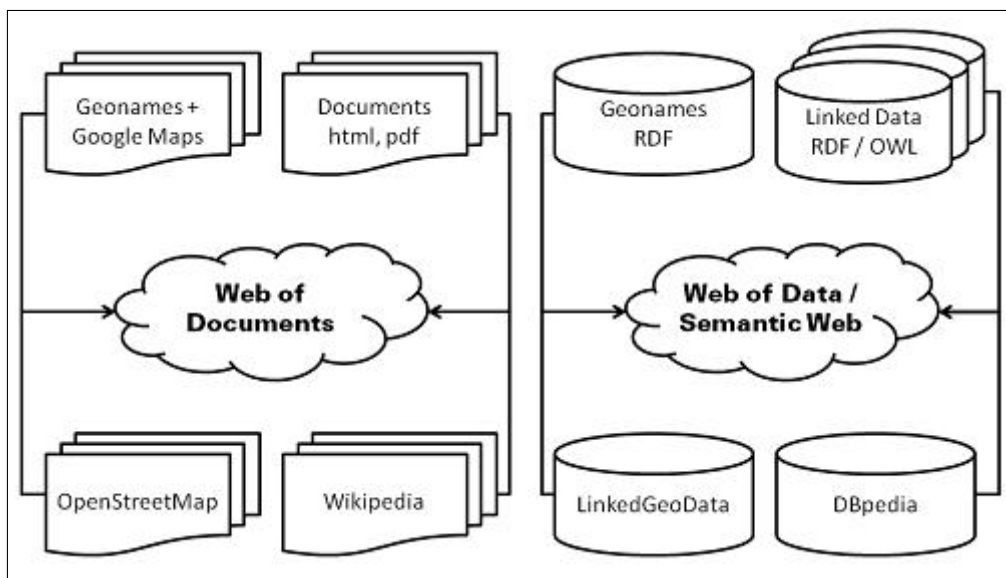 Geonames +
Google Maps
Documents
html, pdf
Geonames
RDF
Linked Data
RDF / OWL
Web of
Documents
Web of Data /
Semantic Web
OpenStreetMap
Wikipedia
LinkedGeoData
DBpedia